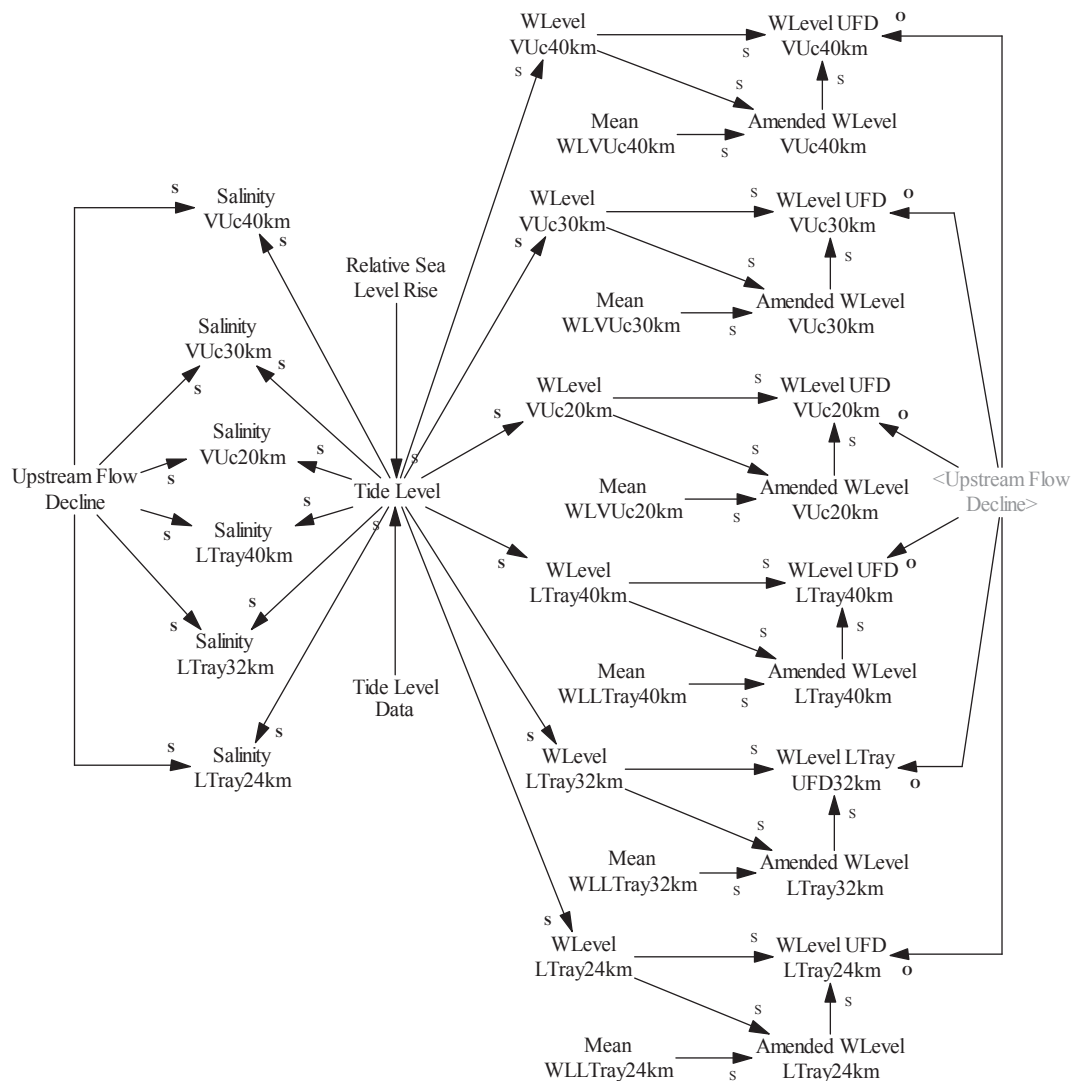 WLevel
VUc40km
s
s
s
WLevel UFD
VUc40km
o
s
Mean
WLVUc40km
s
Amended WLevel
VUc40km
s
Salinity
VUc40km
s
WLevel
VUc30km
s
s
s
WLevel UFD
VUc30km
o
s
Relative Sea
Level Rise
Mean
WLVUc30km
s
Amended WLevel
VUc30km
Salinity
VUc30km
s
s
WLevel
VUc20km
s
s
s
WLevel UFD
VUc20km
o
s
Salinity
VUc20km
s
s
s
Upstream Flow
Decline
Tide Level
s
Mean
WLVUc20km
s
Amended WLevel
VUc20km
<Upstream Flow
Decline>
Salinity
LTray40km
s
s
WLevel
LTray40km
s
s
s
WLevel UFD
LTray40km
o
s
Salinity
LTray32km
s
s
Tide Level
Data
Mean
WLLTray40km
s
Amended WLevel
LTray40km
Salinity
LTray24km
s
s
WLevel
LTray32km
s
s
s
WLevel LTray
UFD32km
o
s
Mean
WLLTray32km
s
Amended WLevel
LTray32km
WLevel
LTray24km
s
s
s
WLevel UFD
LTray24km
o
s
Mean
WLLTray24km
s
Amended WLevel
LTray24km